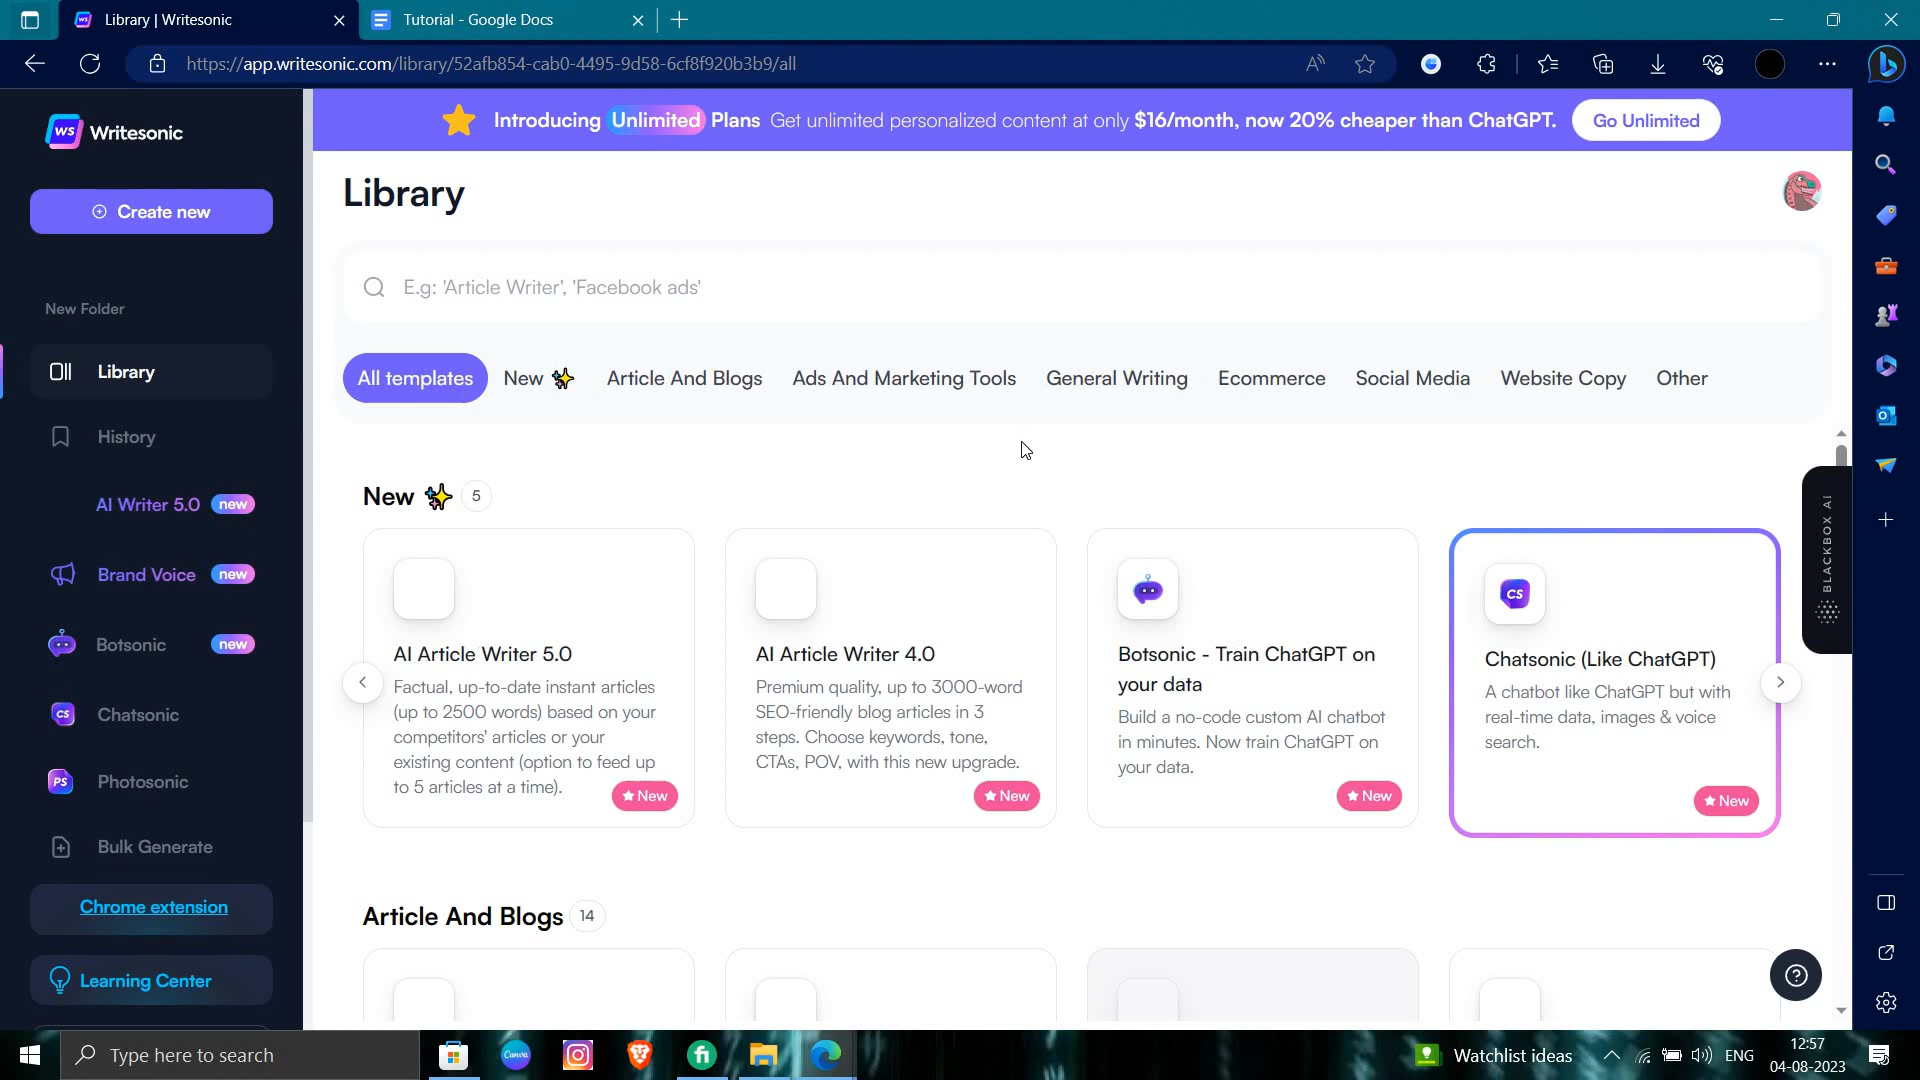 Library | Writesonic
Tutorial - Google Docs
https://app.writesonic.com/library/52afb854-cab0-4495-9d58-6cf8f920b3b9/all
WS Writesonic
Introducing Unlimited Plans Get unlimited personalized content at only $16/month, now 20% cheaper than ChatGPT.
Go Unlimited
Create new
New Folder
Library
History
AI Writer 5.0 new
Brand Voice new
Botsonic new
CS Chatsonic
PS Photosonic
Bulk Generate
Chrome extension
Learning Center
Library
E.g: 'Article Writer', 'Facebook ads'
All templates
New
Article And Blogs
Ads And Marketing Tools
General Writing
Ecommerce
Social Media
Website Copy
Other
New 5
AI Article Writer 5.0
Factual, up-to-date instant articles
(up to 2500 words) based on your
competitors' articles or your
existing content (option to feed up
to 5 articles at a time).
New
AI Article Writer 4.0
Premium quality, up to 3000-word
SEO-friendly blog articles in 3
steps. Choose keywords, tone,
CTAs, POV, with this new upgrade.
New
Botsonic - Train ChatGPT on
your data
Build a no-code custom AI chatbot
in minutes. Now train ChatGPT on
your data.
New
CS
Chatsonic (Like ChatGPT)
A chatbot like ChatGPT but with
real-time data, images & voice
search.
New
BLACKBOX AI
Article And Blogs 14
Type here to search
Canva
fi
Watchlist ideas
ENG
12:57
04-08-2023